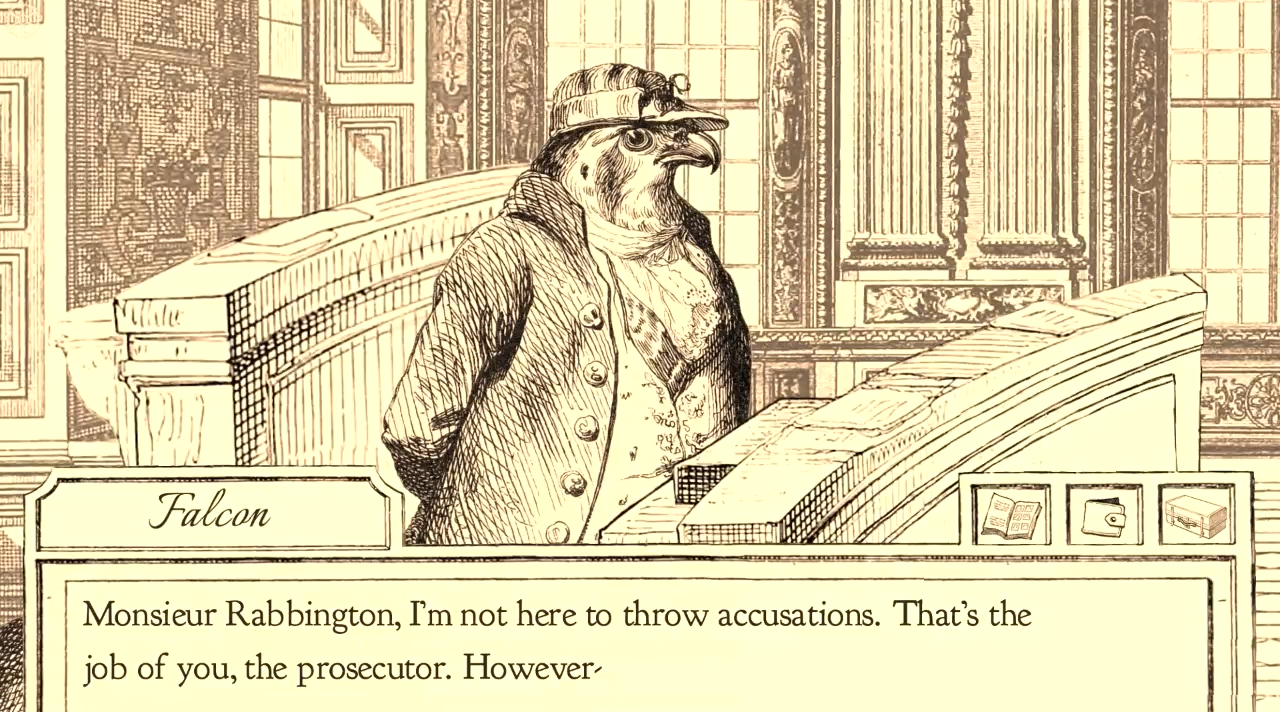 Falcon
Monsieur Rabbington, I'm not here to throw accusations. That's the
job of you, the prosecutor. However-